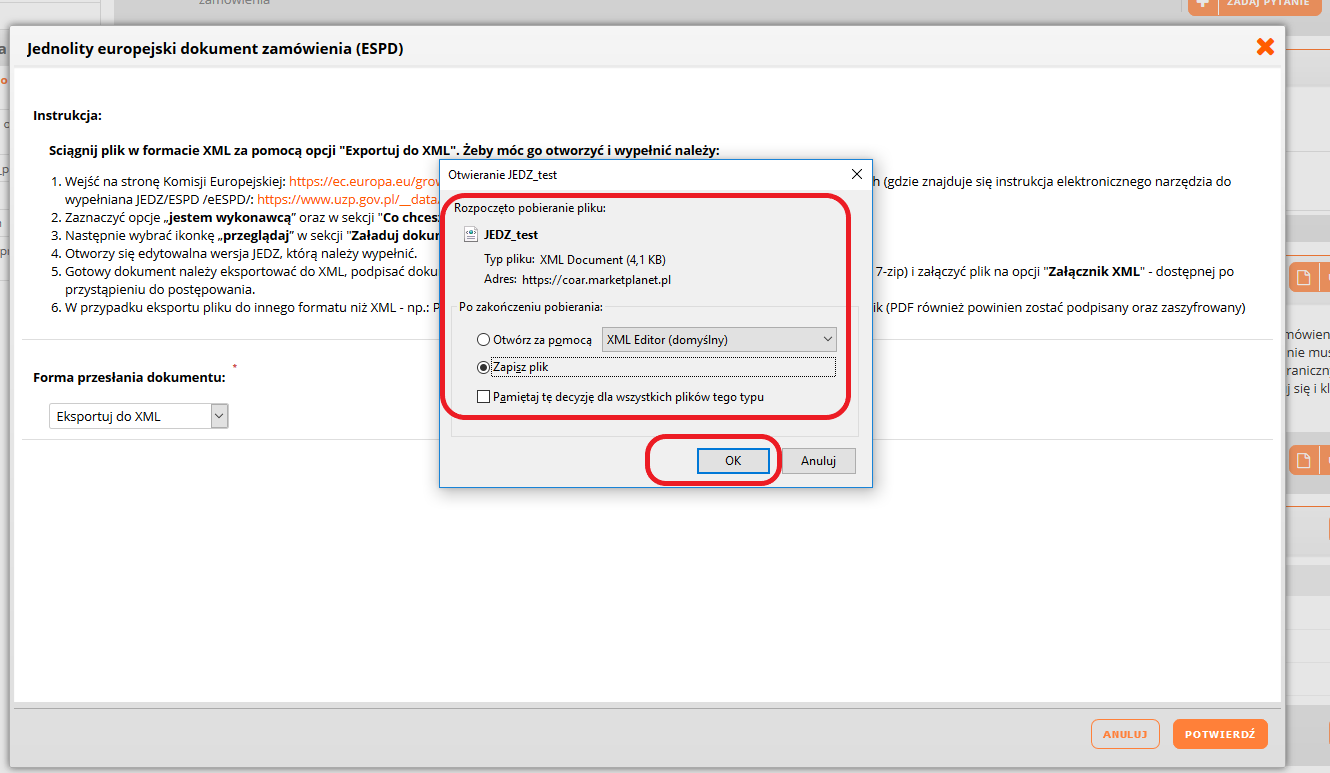 zamówienia
ZADAJ PYTANIE
Jednolity europejski dokument zamówienia (ESPD)
Instrukcja:
Sciągnij plik w formacie XML za pomocą opcji "Exportuj do XML". Żeby móc go otworzyć i wypełnić należy:
1. Wejść na stronę Komisji Europejskiej: https://ec.europa.eu/grow
h (gdzie znajduje się instrukcja elektronicznego narzędzia do
wypełniana JEDZ/ESPD /eESPD/: https://www.uzp.gov.pl/__data/
2. Zaznaczyć opcje „jestem wykonawcą” oraz w sekcji "Co chcesz
3. Następnie wybrać ikonkę „przeglądaj” w sekcji "Załaduj dokum
4. Otworzy się edytowalna wersja JEDZ, którą należy wypełnić.
5. Gotowy dokument należy eksportować do XML, podpisać doku
7-zip) i załączyć plik na opcji "Załącznik XML" - dostępnej po
przystąpieniu do postępowania.
6. W przypadku eksportu pliku do innego formatu niż XML - np.: P
ik (PDF również powinien zostać podpisany oraz zaszyfrowany)
Forma przesłania dokumentu: *
Eksportuj do XML
Otwieranie JEDZ_test
Rozpoczęto pobieranie pliku:
JEDZ_test
Typ pliku: XML Document (4,1 KB)
Adres: https://coar.marketplanet.pl
Po zakończeniu pobierania:
Otwórz za pomocą XML Editor (domyślny)
Zapisz plik
Pamiętaj tę decyzję dla wszystkich plików tego typu
OK Anuluj
ANULUJ POTWIERDŹ
mówien
nie mus
raniczn
j się i kl